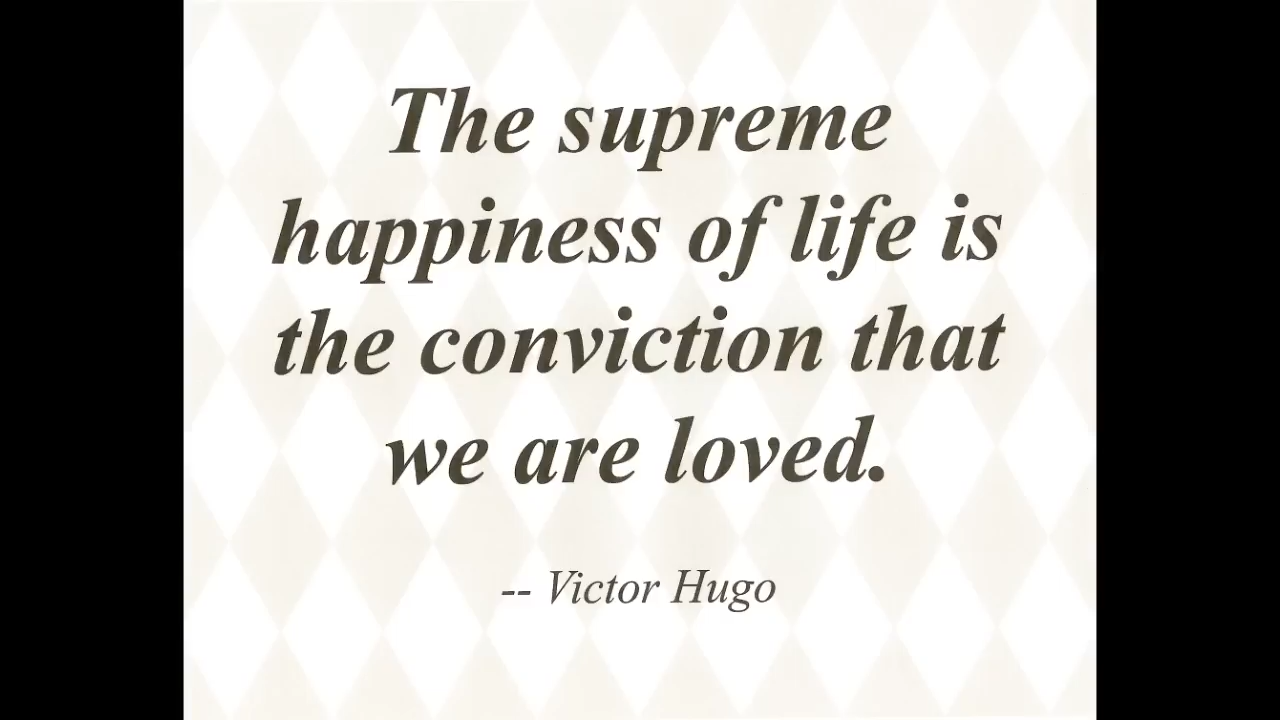 The supreme
happiness of life is
the conviction that
we are loved.
-- Victor Hugo